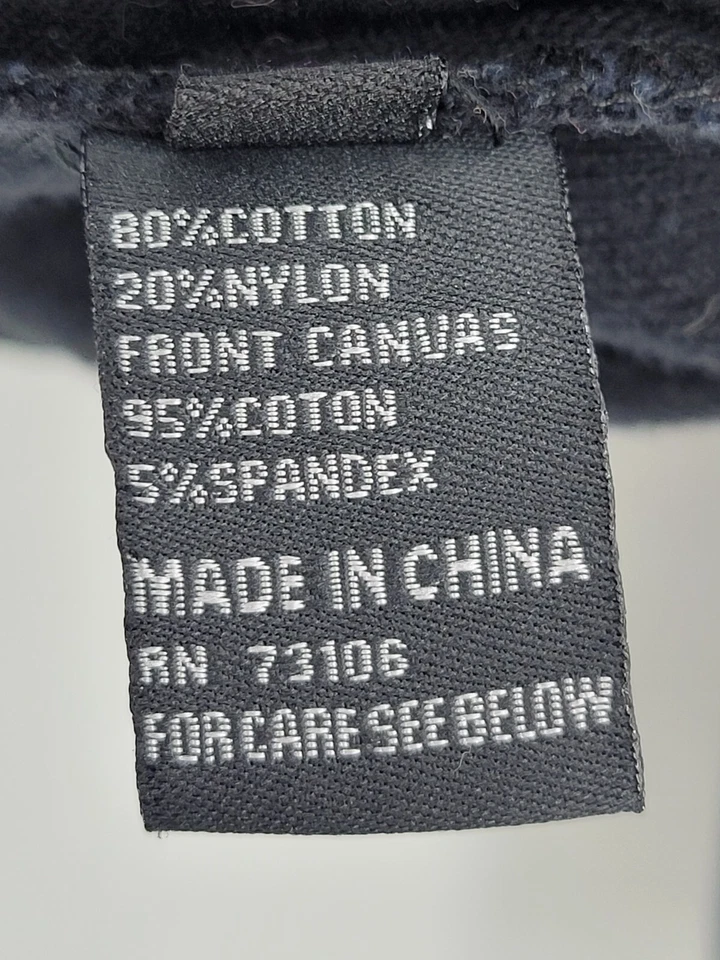 80%COTTON
20%NYLON
FRONT CANVAS
95%COTON
5%SPANDEX
MADE IN CHINA
RN 73106
FOR CARE SEE BELOW